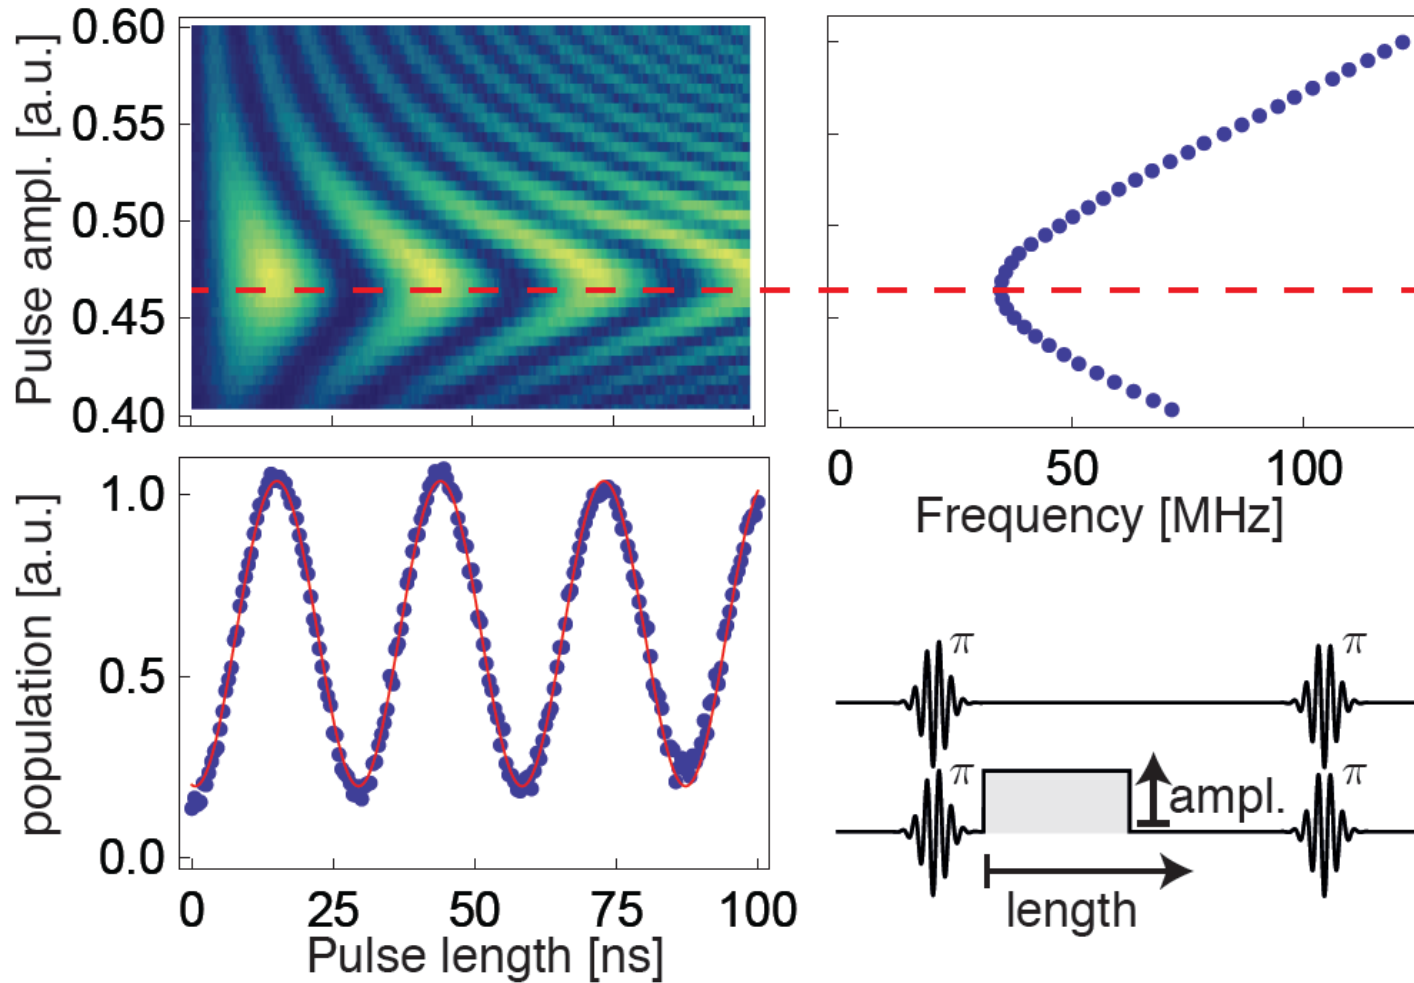 Pulse ampl. [a.u.]
0.60
0.55
0.50
0.45
0.40
0 50 100
Frequency [MHz]
population [a.u.]
1.0
0.5
0.0
0 25 50 75 100
Pulse length [ns]
π π
π π
ampl.
length